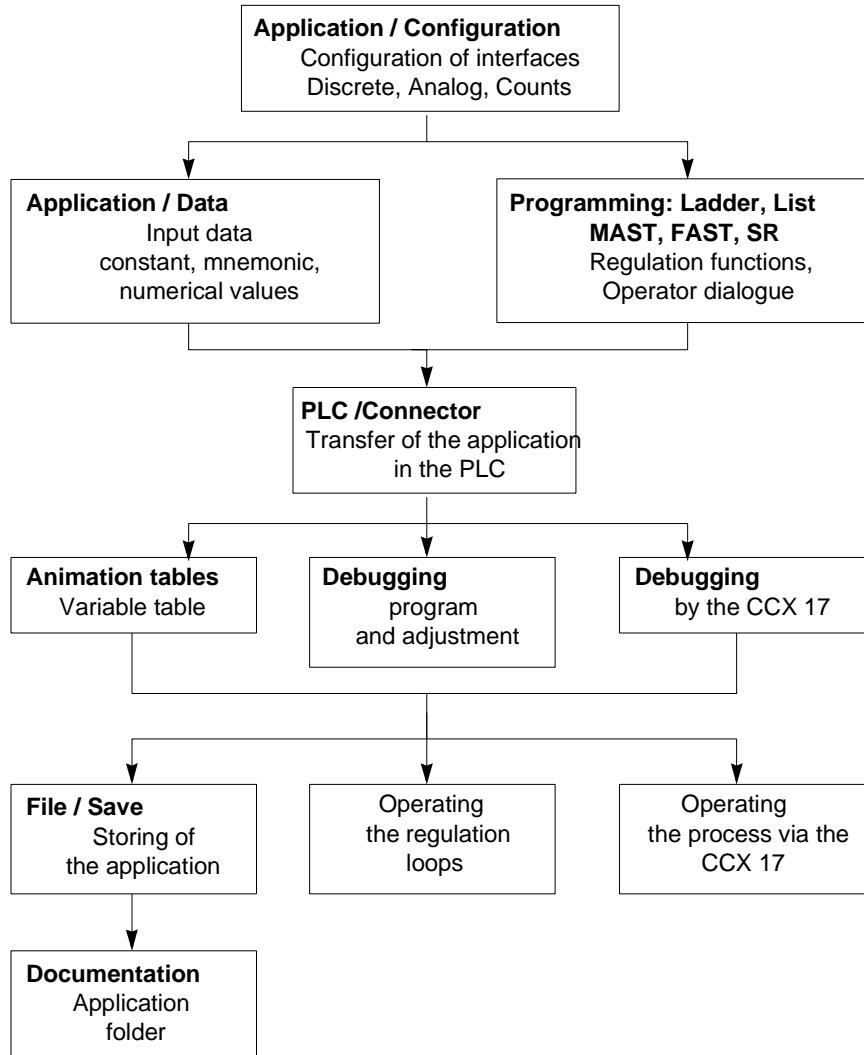 Application / Configuration
Configuration of interfaces
Discrete, Analog, Counts
Application / Data
Input data
constant, mnemonic,
numerical values
Programming: Ladder, List
MAST, FAST, SR
Regulation functions,
Operator dialogue
PLC /Connector
Transfer of the application
in the PLC
Animation tables
Variable table
Debugging
program
and adjustment
Debugging
by the CCX 17
File / Save
Storing of
the application
Operating
the regulation
loops
Operating
the process via the
CCX 17
Documentation
Application
folder